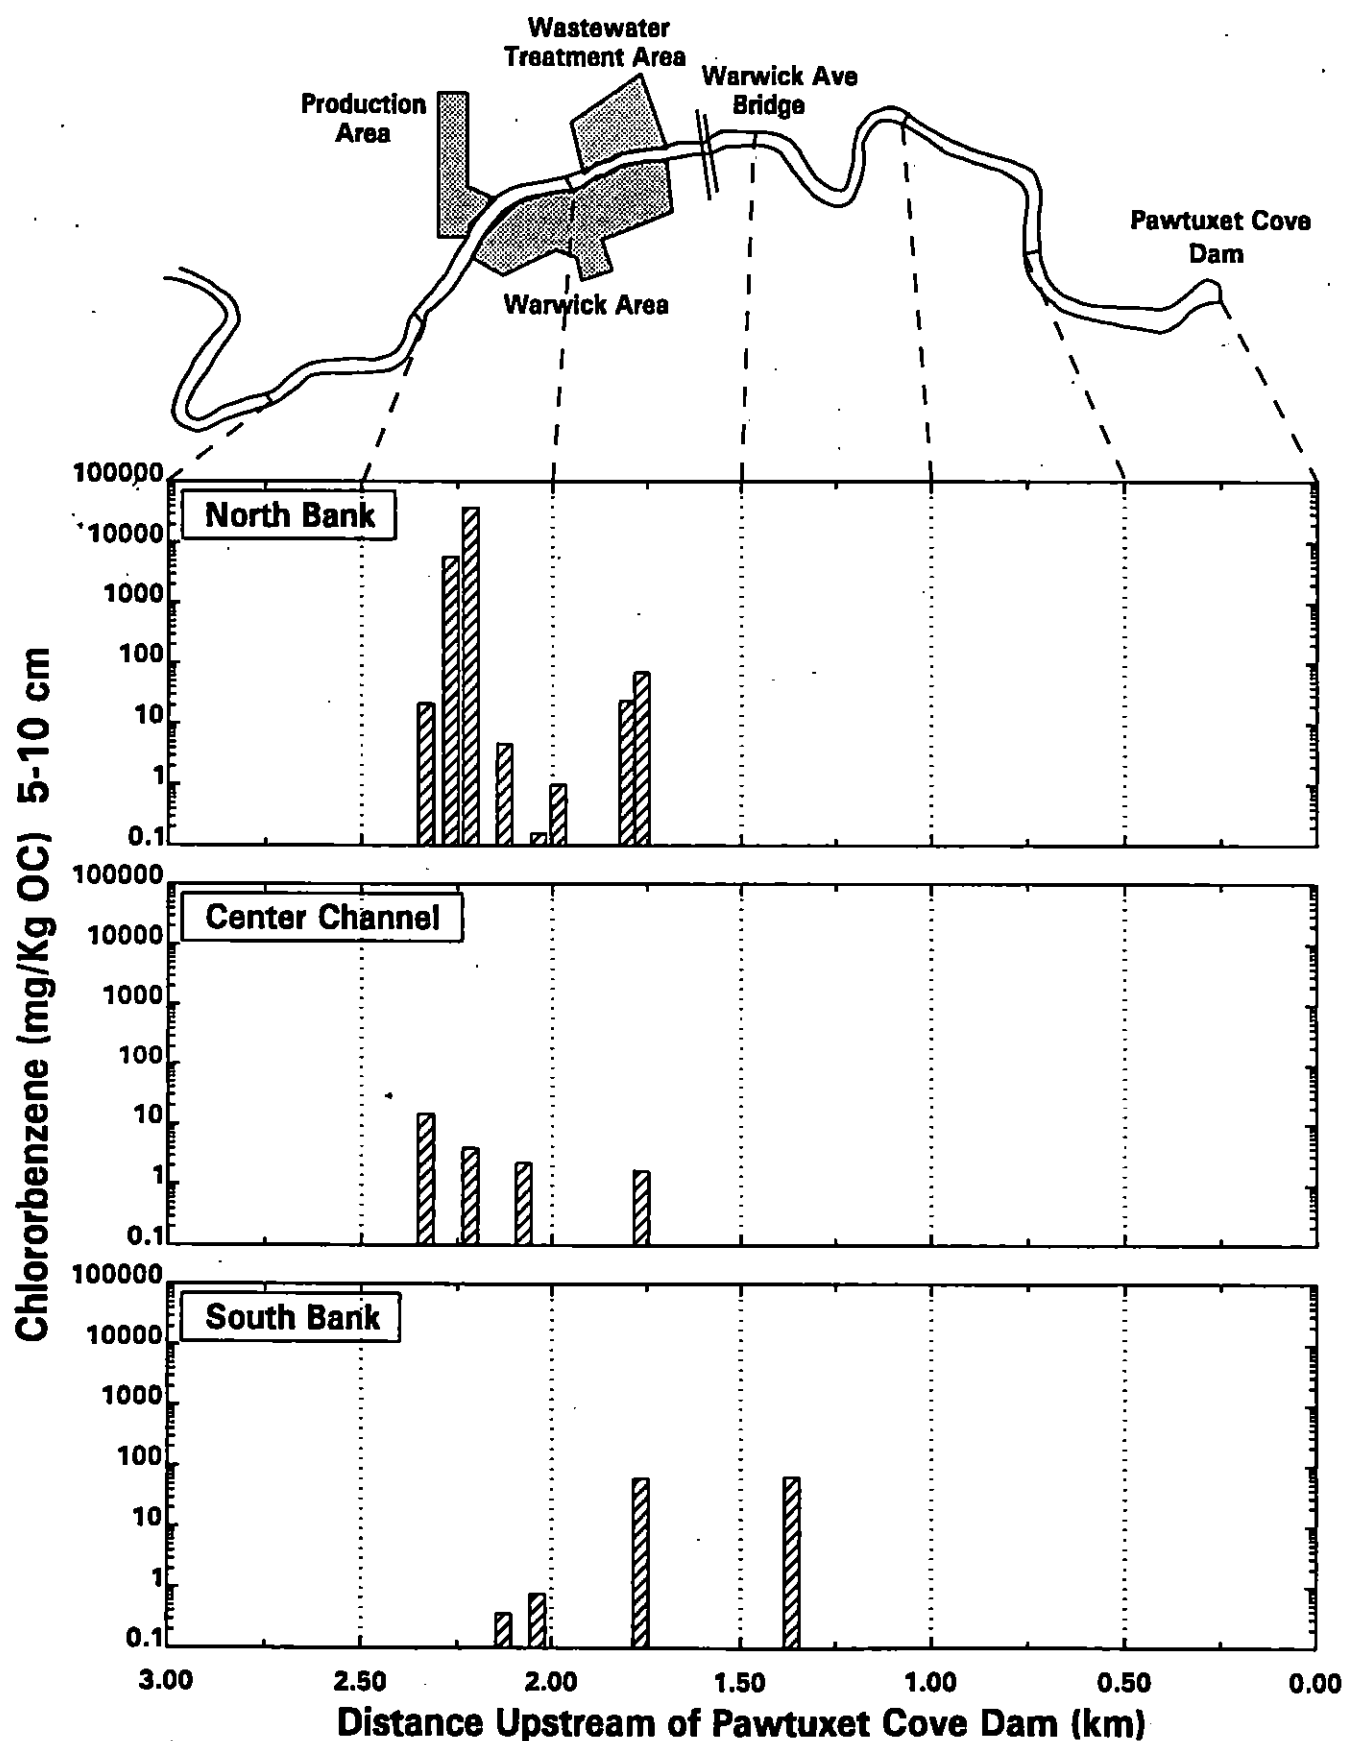 Wastewater
Treatment Area
Warwick Ave
Bridge
Production
Area
Pawtuxet Cove
Dam
Warwick Area
Chlororbenzene (mg/Kg OC) 5-10 cm
100000
10000
1000
100
10
1
0.1
North Bank
100000
10000
1000
100
10
1
0.1
Center Channel
100000
10000
1000
100
10
1
0.1
South Bank
3.00 2.50 2.00 1.50 1.00 0.50 0.00
Distance Upstream of Pawtuxet Cove Dam (km)